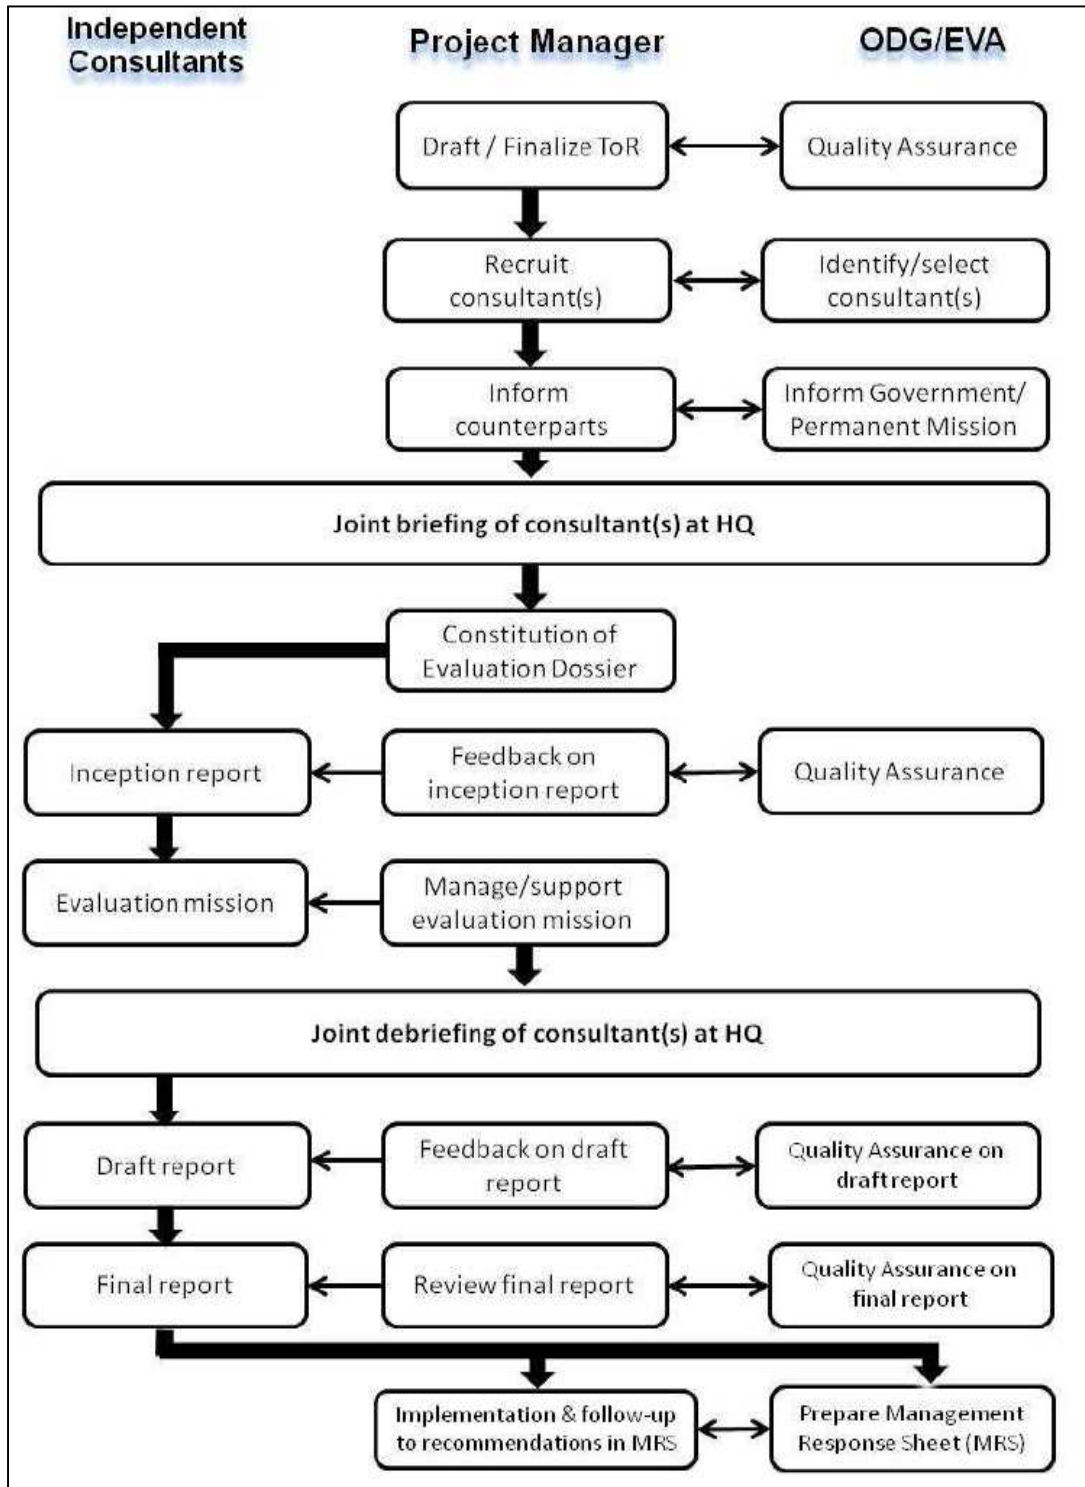 Independent
Consultants
Project Manager
ODG/EVA
Draft / Finalize ToR
Quality Assurance
Recruit
consultant(s)
Identify/select
consultant(s)
Inform
counterparts
Inform Government/
Permanent Mission
Joint briefing of consultant(s) at HQ
Constitution of
Evaluation Dossier
Inception report
Feedback on
inception report
Quality Assurance
Evaluation mission
Manage/support
evaluation mission
Joint debriefing of consultant(s) at HQ
Draft report
Feedback on draft
report
Quality Assurance on
draft report
Final report
Review final report
Quality Assurance on
final report
Implementation & follow-up
to recommendations in MRS
Prepare Management
Response Sheet (MRS)